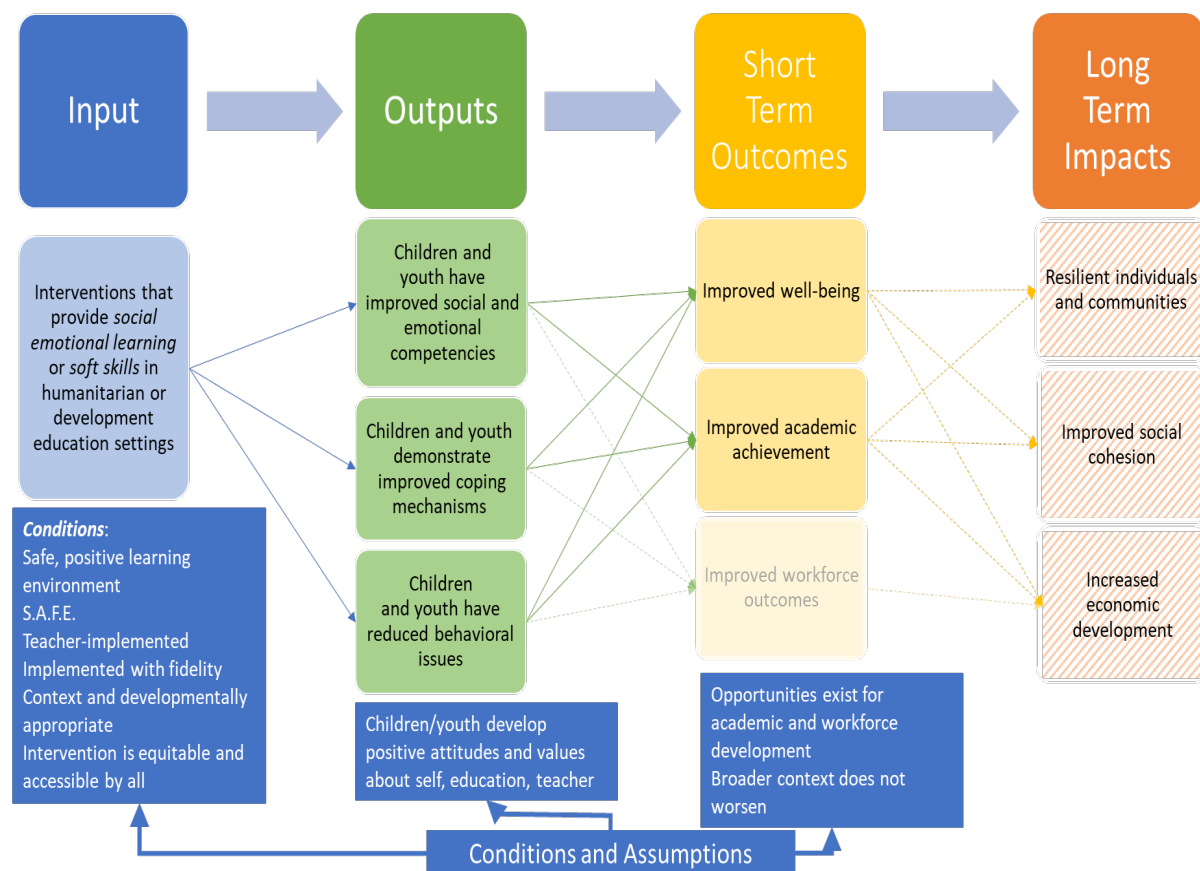 Input
Outputs
Short
Term
Outcomes
Long
Term
Impacts
Interventions that
provide social
emotional learning
or soft skills in
humanitarian or
development
education settings
Children and
youth have
improved social and
emotional
competencies
Children and youth
demonstrate
improved coping
mechanisms
Children
and youth have
reduced behavioral
issues
Improved well-being
Improved academic
achievement
Improved workforce
outcomes
Resilient individuals
and communities
Improved social
cohesion
Increased
economic
development
Conditions:
Safe, positive learning
environment
S.A.F.E.
Teacher-implemented
Implemented with fidelity
Context and developmentally
appropriate
Intervention is equitable and
accessible by all
Children/youth develop
positive attitudes and values
about self, education, teacher
Opportunities exist for
academic and workforce
development
Broader context does not
worsen
Conditions and Assumptions